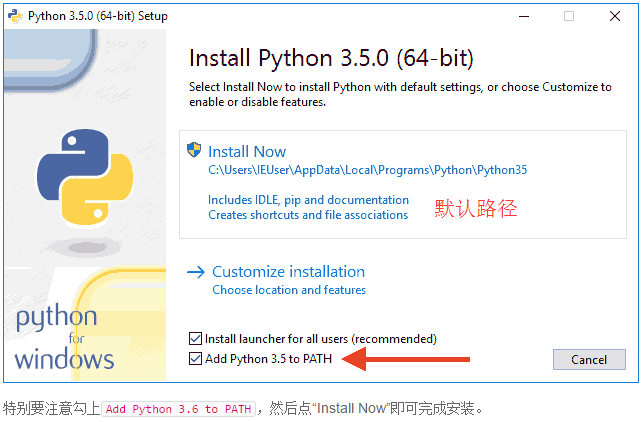 Python 3.5.0 (64-bit) Setup
Install Python 3.5.0 (64-bit)
Select Install Now to install Python with default settings, or choose Customize to
enable or disable features.
Install Now
C:\Users\IEUser\AppData\Local\Programs\Python\Python35
Includes IDLE, pip and documentation
Creates shortcuts and file associations
默认路径
Customize installation
Choose location and features
python
for
windows
Install launcher for all users (recommended)
Add Python 3.5 to PATH
Cancel
特别要注意勾上Add Python 3.6 to PATH，然后点“Install Now”即可完成安装。